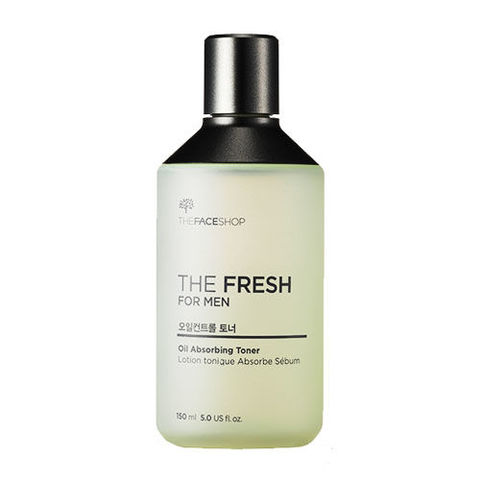 THEFACESHOP
THE FRESH
FOR MEN
오일컨트롤 토너
Oil Absorbing Toner
Lotion tonique Absorbe Sébum
150 ml 5.0 US fl. oz.